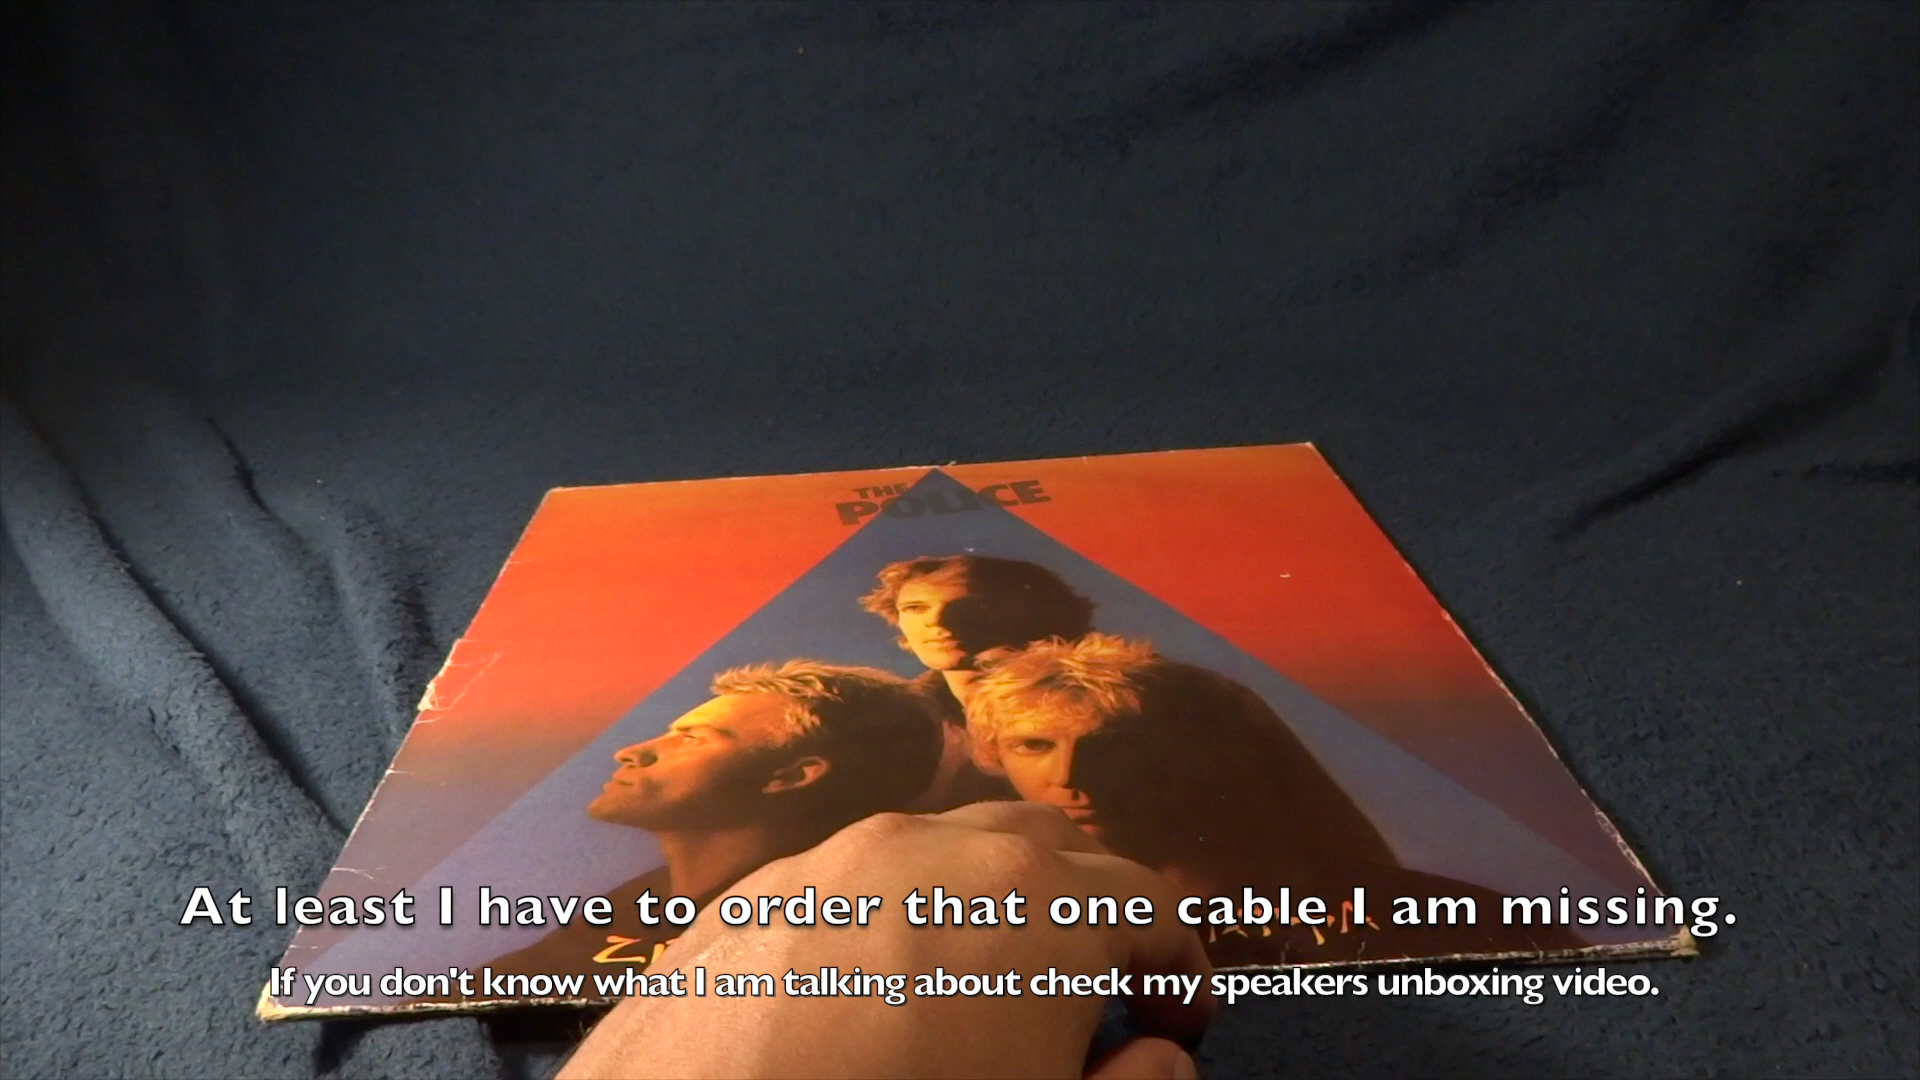 THE
POLICE
At least I have to order that one cable I am missing.
If you don't know what I am talking about check my speakers unboxing video.